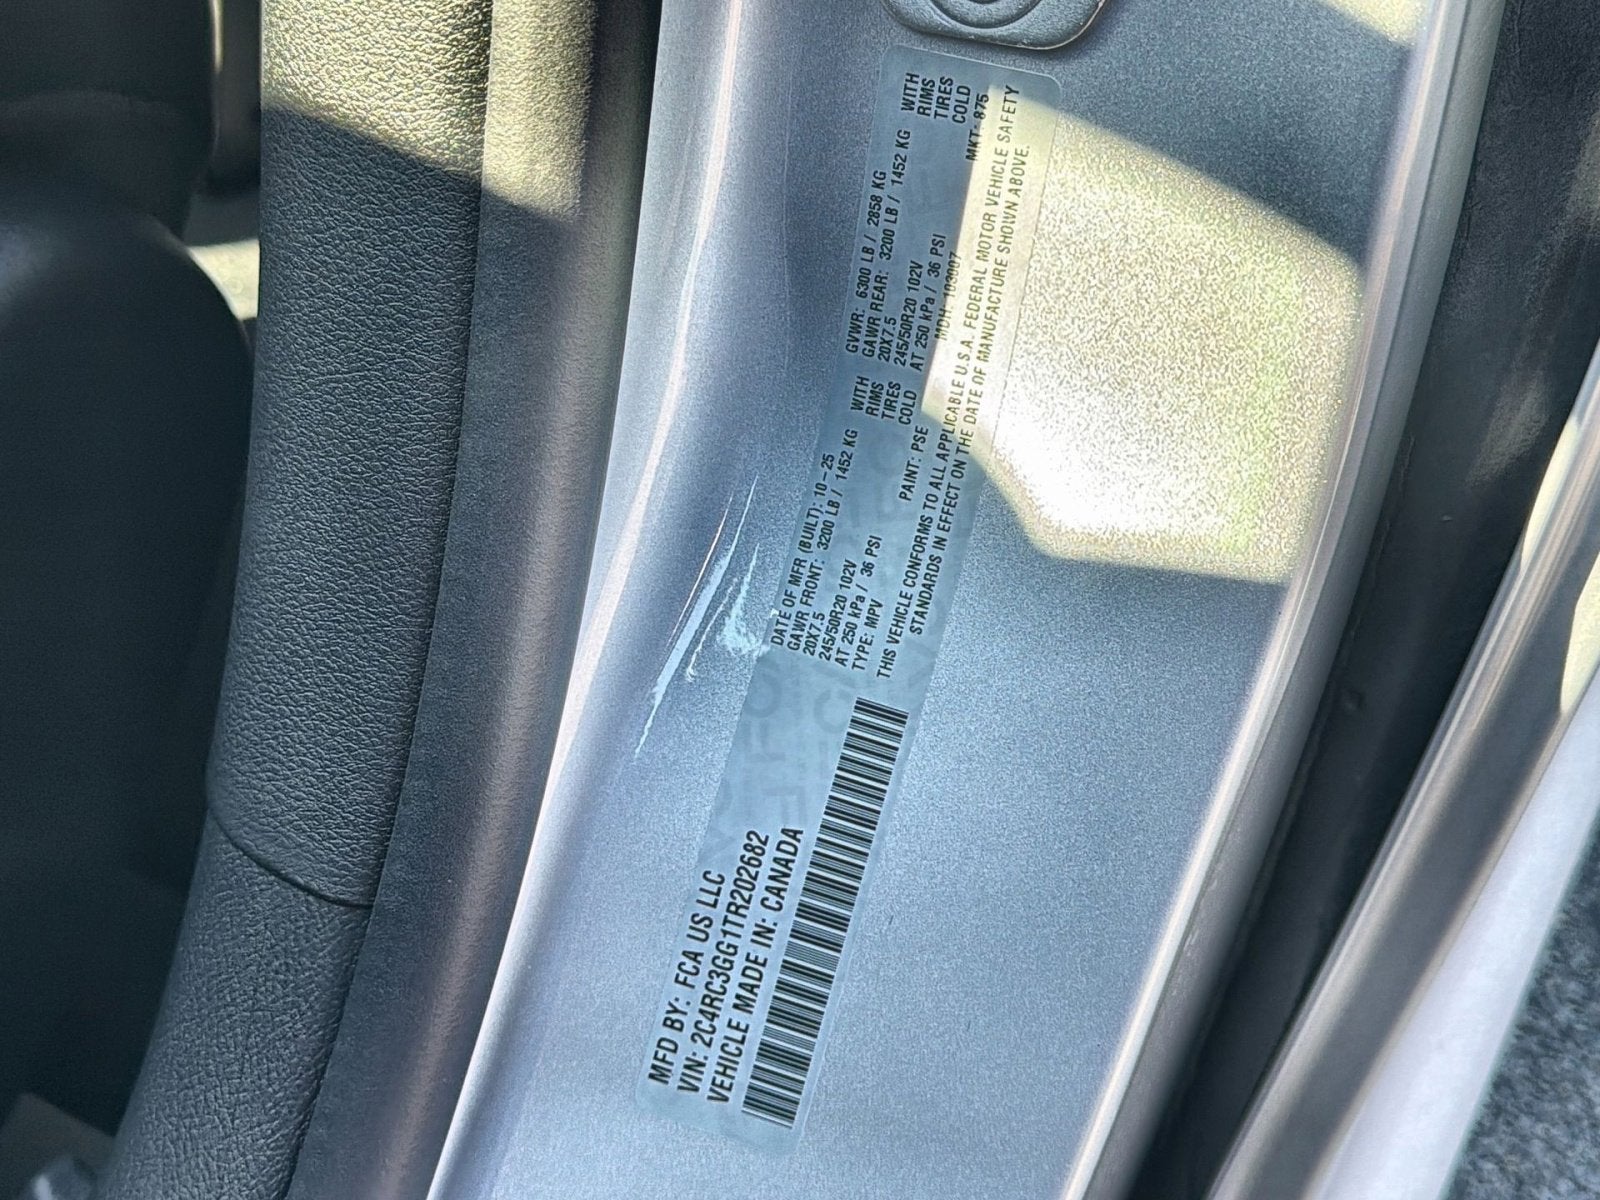 MFD BY: FCA US LLC
VIN: 2C4RC3GG1TR202682
VEHICLE MADE IN: CANADA
DATE OF MFR (BUILT): 10-25
GAWR FRONT: 3200 LB / 1452 KG WITH
20X7.5 RIMS
245/50R20 102V TIRES
AT 250 kPa / 36 PSI COLD
TYPE: MPV PAINT: PSE
GVWR: 6300 LB / 2858 KG
GAWR REAR: 3200 LB / 1452 KG WITH
20X7.5 RIMS
245/50R20 102V TIRES
AT 250 kPa / 36 PSI COLD
MDH: 103007 MKT: 875
THIS VEHICLE CONFORMS TO ALL APPLICABLE U.S.A. FEDERAL MOTOR VEHICLE SAFETY
STANDARDS IN EFFECT ON THE DATE OF MANUFACTURE SHOWN ABOVE.